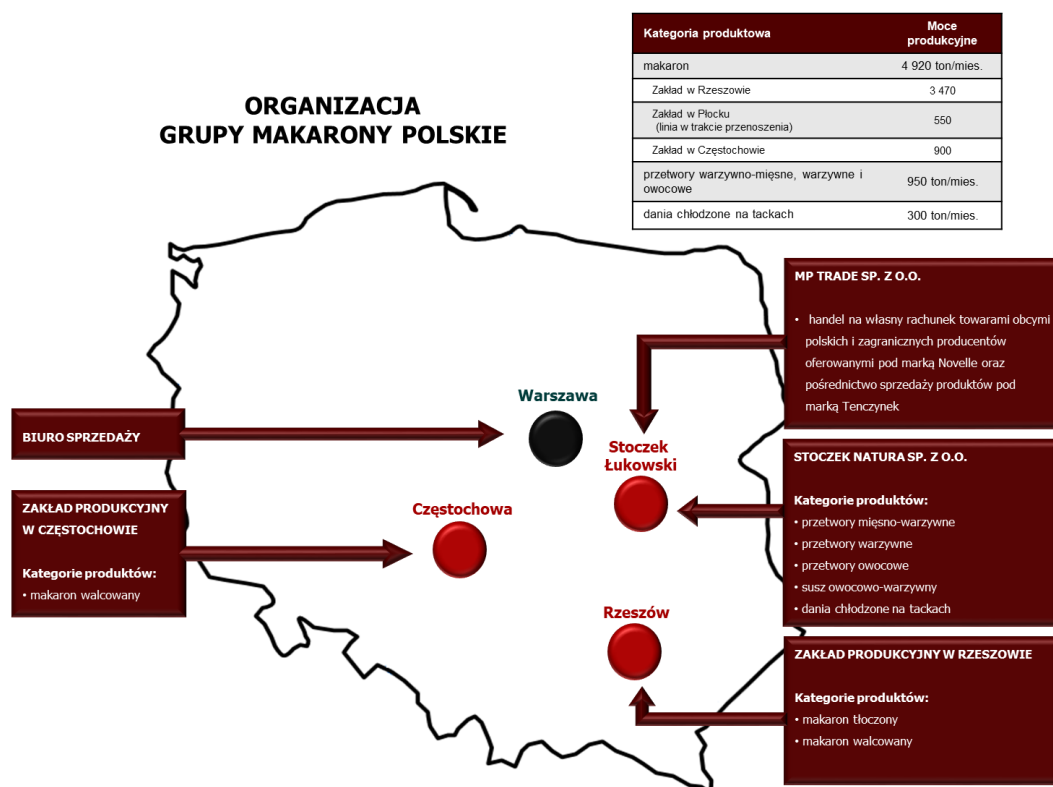 Kategoria produktowa Moce produkcyjne
makaron 4 920 ton/mies.
Zakład w Rzeszowie 3 470
Zakład w Płocku
(linia w trakcie przenoszenia) 550
Zakład w Częstochowie 900
przetwory warzywno-mięsne, warzywne i
owocowe 950 ton/mies.
dania chłodzone na tackach 300 ton/mies.
ORGANIZACJA
GRUPY MAKARONY POLSKIE
MP TRADE SP. Z O.O.
• handel na własny rachunek towarami obcymi
polskich i zagranicznych producentów
oferowanymi pod marką Novelle oraz
pośrednictwo sprzedaży produktów pod
marką Tenczynek
Warszawa
BIURO SPRZEDAŻY
Stoczek
Łukowski
STOCZEK NATURA SP. Z O.O.
Kategorie produktów:
• przetwory mięsno-warzywne
• przetwory warzywne
• przetwory owocowe
• susz owocowo-warzywny
• dania chłodzone na tackach
ZAKŁAD PRODUKCYJNY
W CZĘSTOCHOWIE
Kategorie produktów:
• makaron walcowany
Częstochowa
Rzeszów
ZAKŁAD PRODUKCYJNY W RZESZOWIE
Kategorie produktów:
• makaron tłoczony
• makaron walcowany